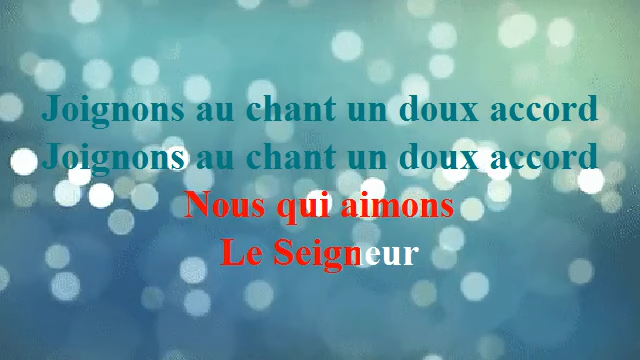 Joignons au chant un doux accord
Joignons au chant un doux accord
Nous qui aimons
Le Seigneur